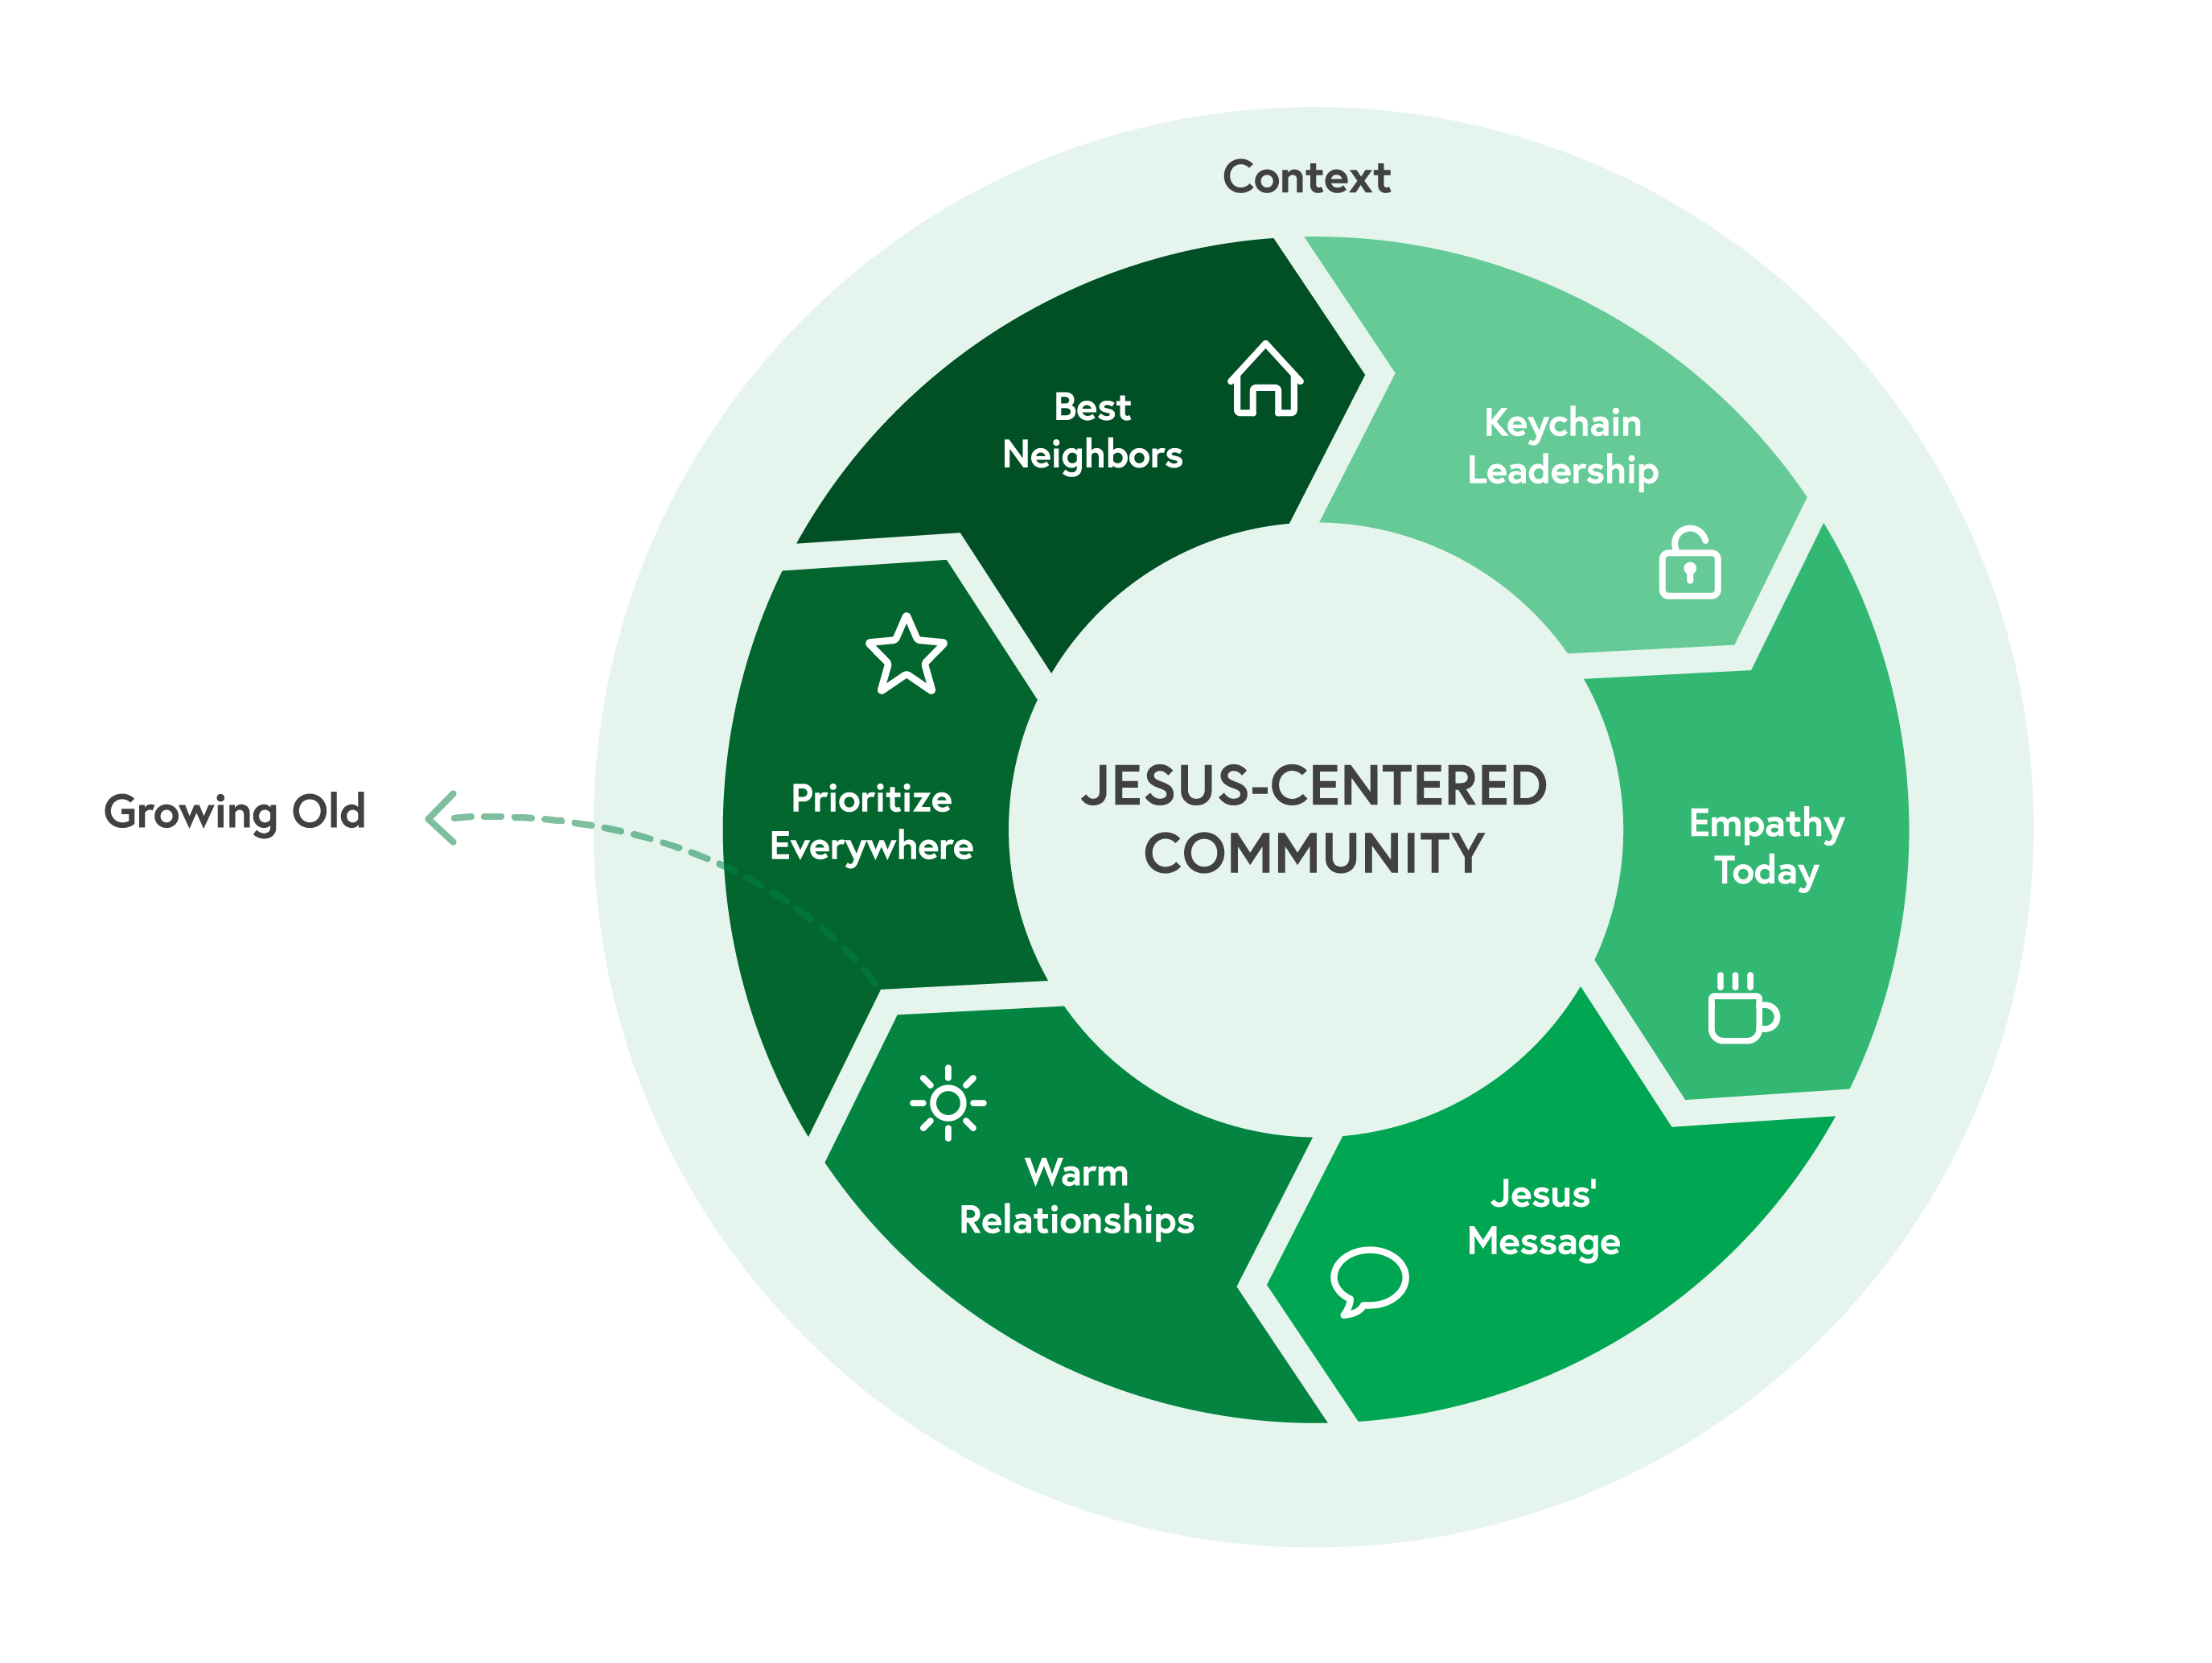 Context
Best
Neighbors
Keychain
Leadership
Prioritize
Everywhere
JESUS-CENTERED
COMMUNITY
Empathy
Today
Growing Old
Warm
Relationships
Jesus'
Message